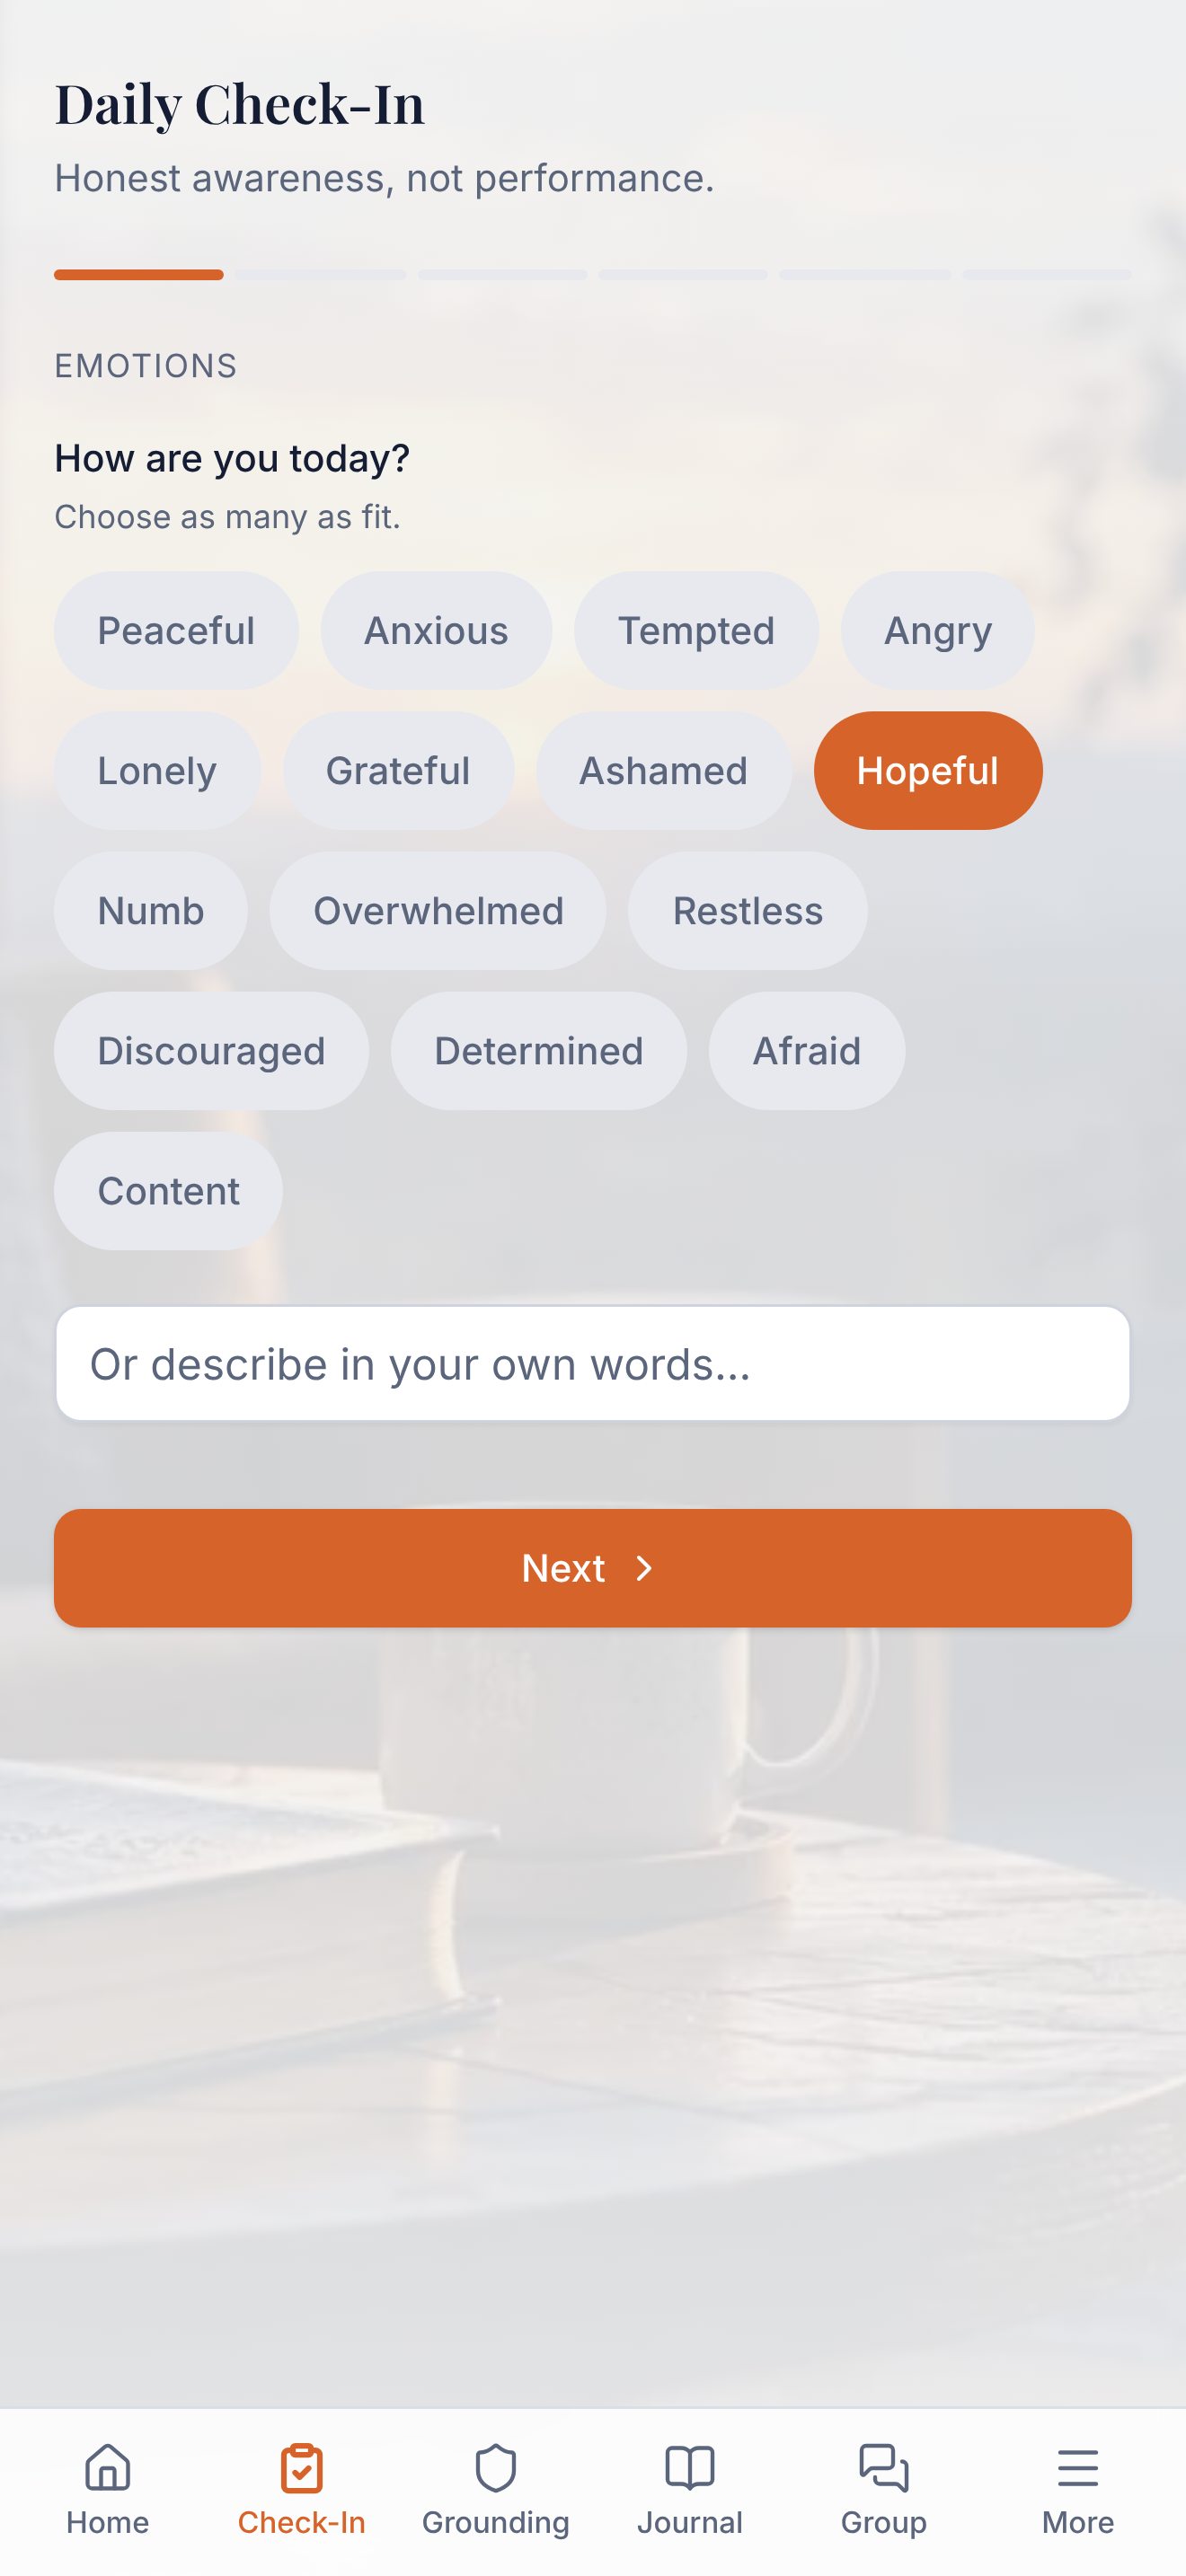 Daily Check-In
Honest awareness, not performance.
EMOTIONS
How are you today?
Choose as many as fit.
Peaceful Anxious Tempted Angry
Lonely Grateful Ashamed Hopeful
Numb Overwhelmed Restless
Discouraged Determined Afraid
Content
Or describe in your own words...
Next
Home Check-In Grounding Journal Group More